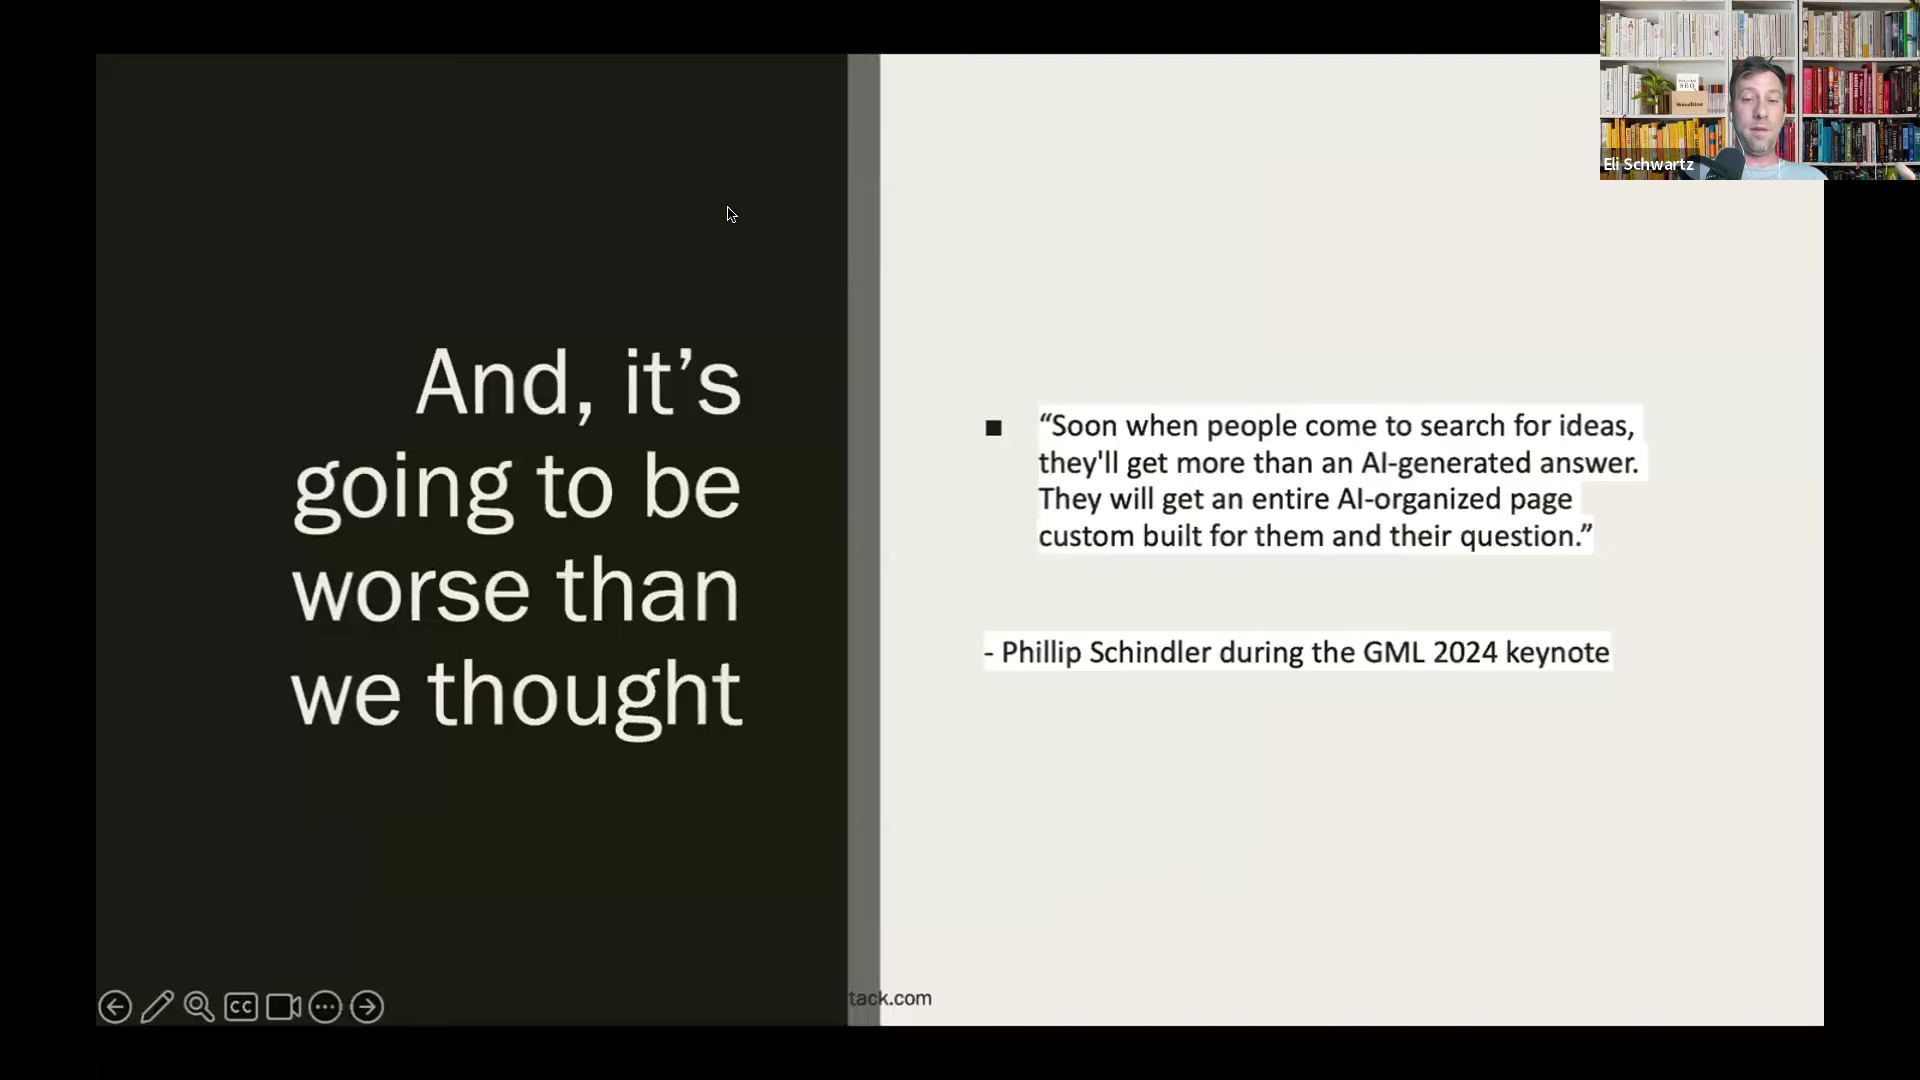 And, it’s
going to be
worse than
we thought
■ “Soon when people come to search for ideas,
they'll get more than an AI-generated answer.
They will get an entire AI-organized page
custom built for them and their question.”
- Phillip Schindler during the GML 2024 keynote
tack.com
CC
SEO
Eli Schwartz